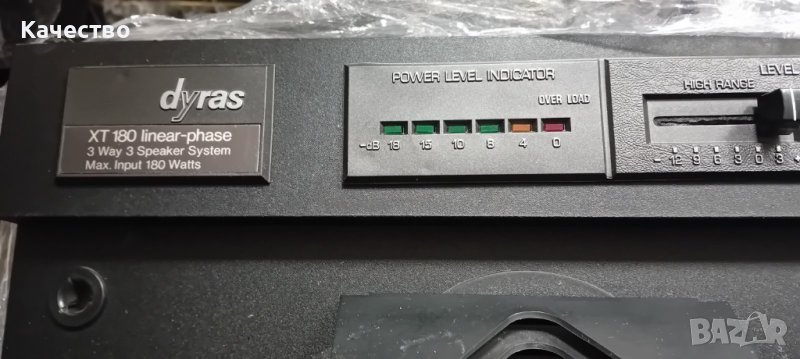 Качество
dyras
XT 180 linear-phase
3 Way 3 Speaker System
Max. Input 180 Watts
POWER LEVEL INDICATOR
OVER LOAD
-dB 18 15 10 8 4 0
LEVEL
HIGH RANGE
- 12 9 6 3 0 3
BAZAR